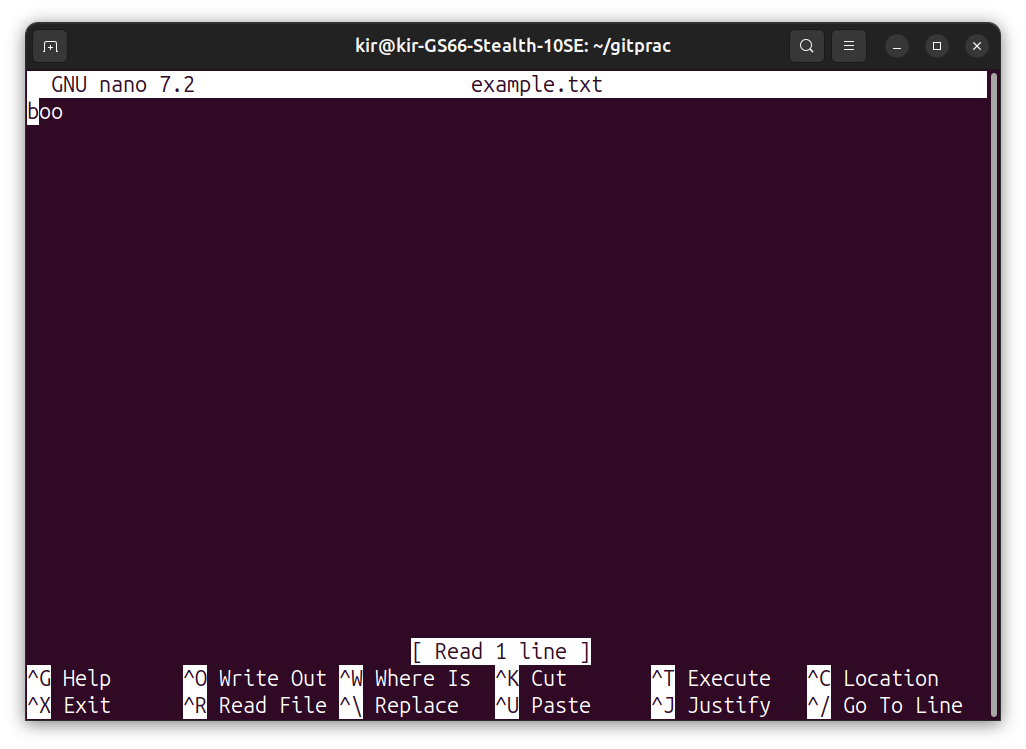 kir@kir-GS66-Stealth-10SE: ~/gitprac
GNU nano 7.2 example.txt
boo
[ Read 1 line ]
^G Help ^O Write Out ^W Where Is ^K Cut ^T Execute ^C Location
^X Exit ^R Read File ^\ Replace ^U Paste ^J Justify ^/ Go To Line